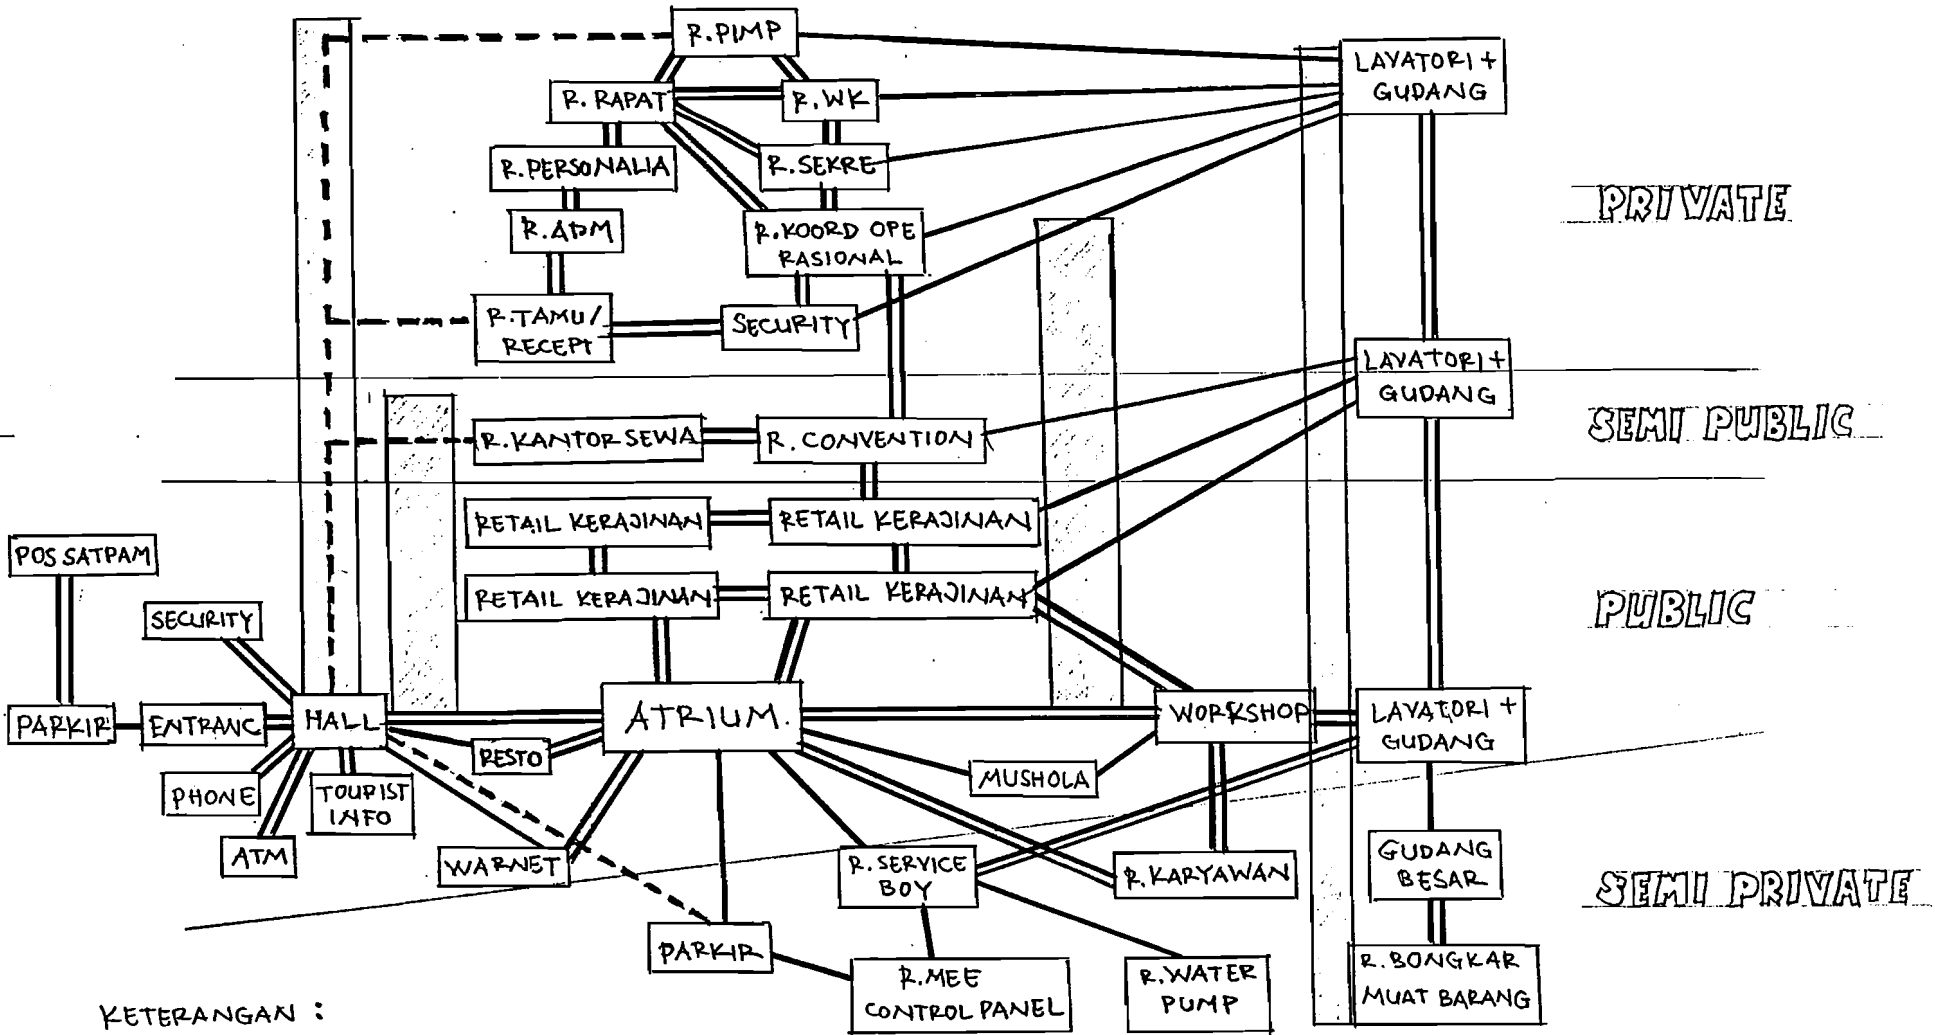 R.PIMP
LAVATORI +
GUDANG
R. RAPAT
R. WK
R.PERSONALIA
R.SEKRE
PRIVATE
R.ADM
R.KOORD OPE
RASIONAL
R.TAMU/
RECEPT
SECURITY
LAVATORI +
GUDANG
SEMI PUBLIC
R.KANTOR SEWA
R. CONVENTION
RETAIL KERAJINAN
RETAIL KERAJINAN
POS SATPAM
RETAIL KERAJINAN
RETAIL KERAJINAN
PUBLIC
SECURITY
PARKIR
ENTRANC
HALL
ATRIUM.
WORKSHOP
LAVATORI +
GUDANG
RESTO
MUSHOLA
PHONE
TOURIST
INFO
ATM
WARNET
R. SERVICE
BOY
R.KARYAWAN
GUDANG
BESAR
SEMI PRIVATE
PARKIR
R.MEE
CONTROL PANEL
R.WATER
PUMP
R.BONGKAR
MUAT BARANG
KETERANGAN :